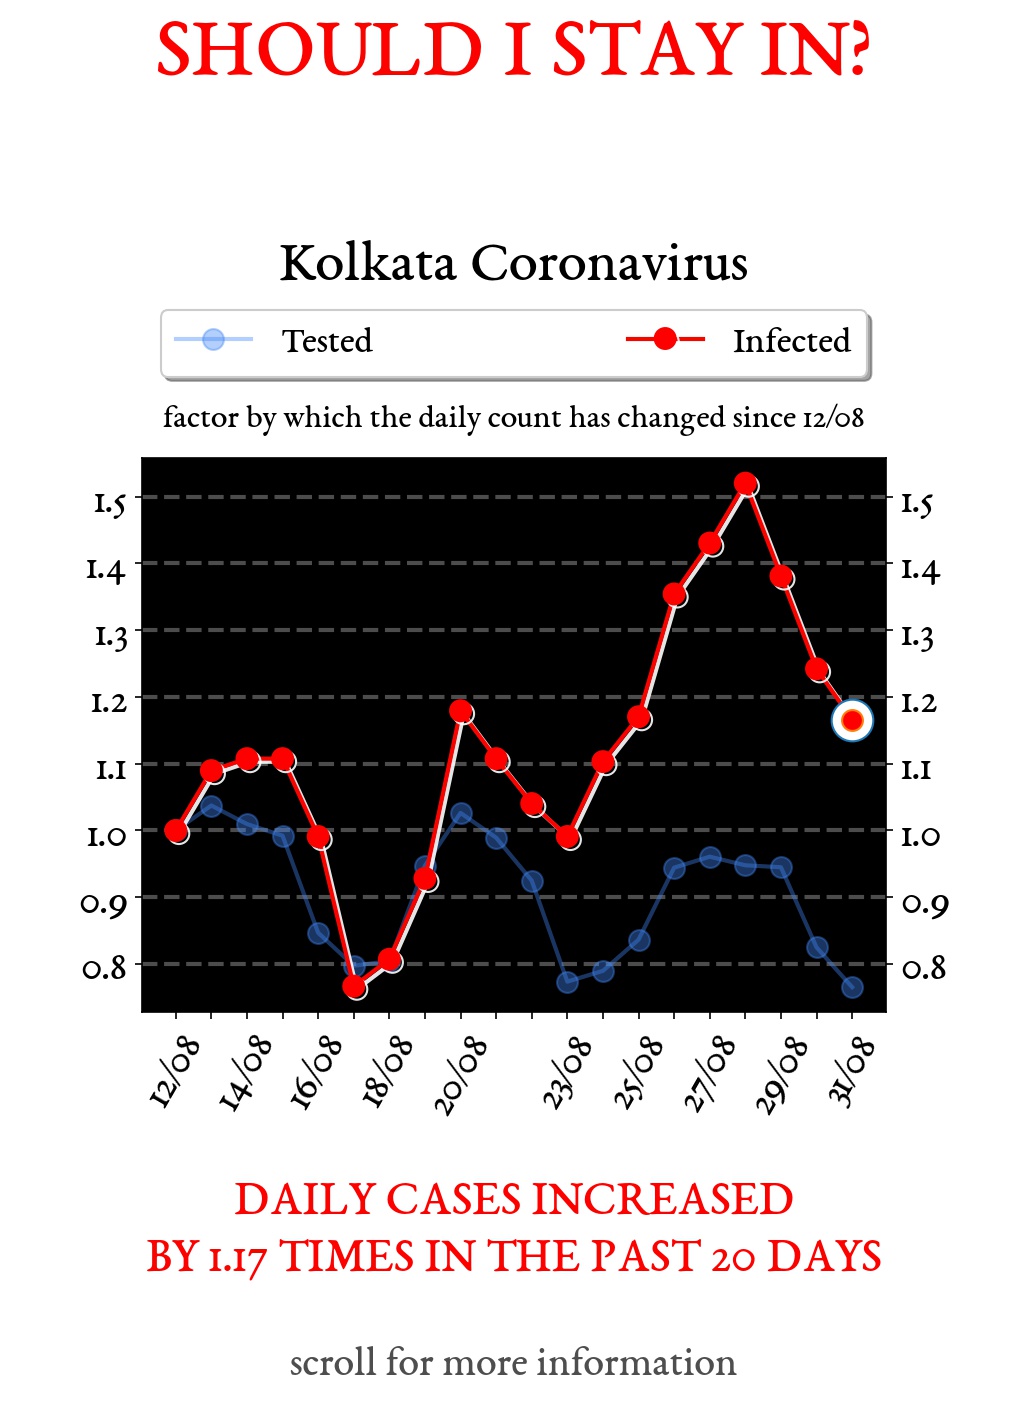 SHOULD I STAY IN?
Kolkata Coronavirus
Tested Infected
factor by which the daily count has changed since 12/08
1.5 1.5
1.4 1.4
1.3 1.3
1.2 1.2
1.1 1.1
1.0 1.0
0.9 0.9
0.8 0.8
12/08 14/08 16/08 18/08 20/08 23/08 25/08 27/08 29/08 31/08
DAILY CASES INCREASED
BY 1.17 TIMES IN THE PAST 20 DAYS
scroll for more information